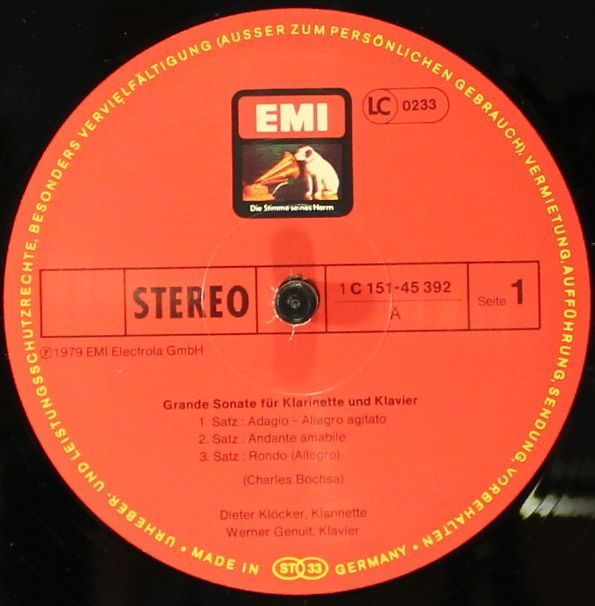 URHEBER- UND LEISTUNGSSCHUTZRECHTE, BESONDERS VERVIELFÄLTIGUNG (AUSSER ZUM PERSÖNLICHEN GEBRAUCH), VERMIETUNG, AUFFÜHRUNG, SENDUNG, VORBEHALTEN •
EMI
LC 0233
Die Stimme seines Herrn
STEREO
1 C 151-45 392
A
Seite 1
℗ 1979 EMI Electrola GmbH
Grande Sonate für Klarinette und Klavier
1. Satz : Adagio - Allegro agitato
2. Satz : Andante amabile
3. Satz : Rondo (Allegro)
(Charles Bochsa)
Dieter Klöcker, Klarinette
Werner Genuit, Klavier
• MADE IN ST 33 GERMANY •